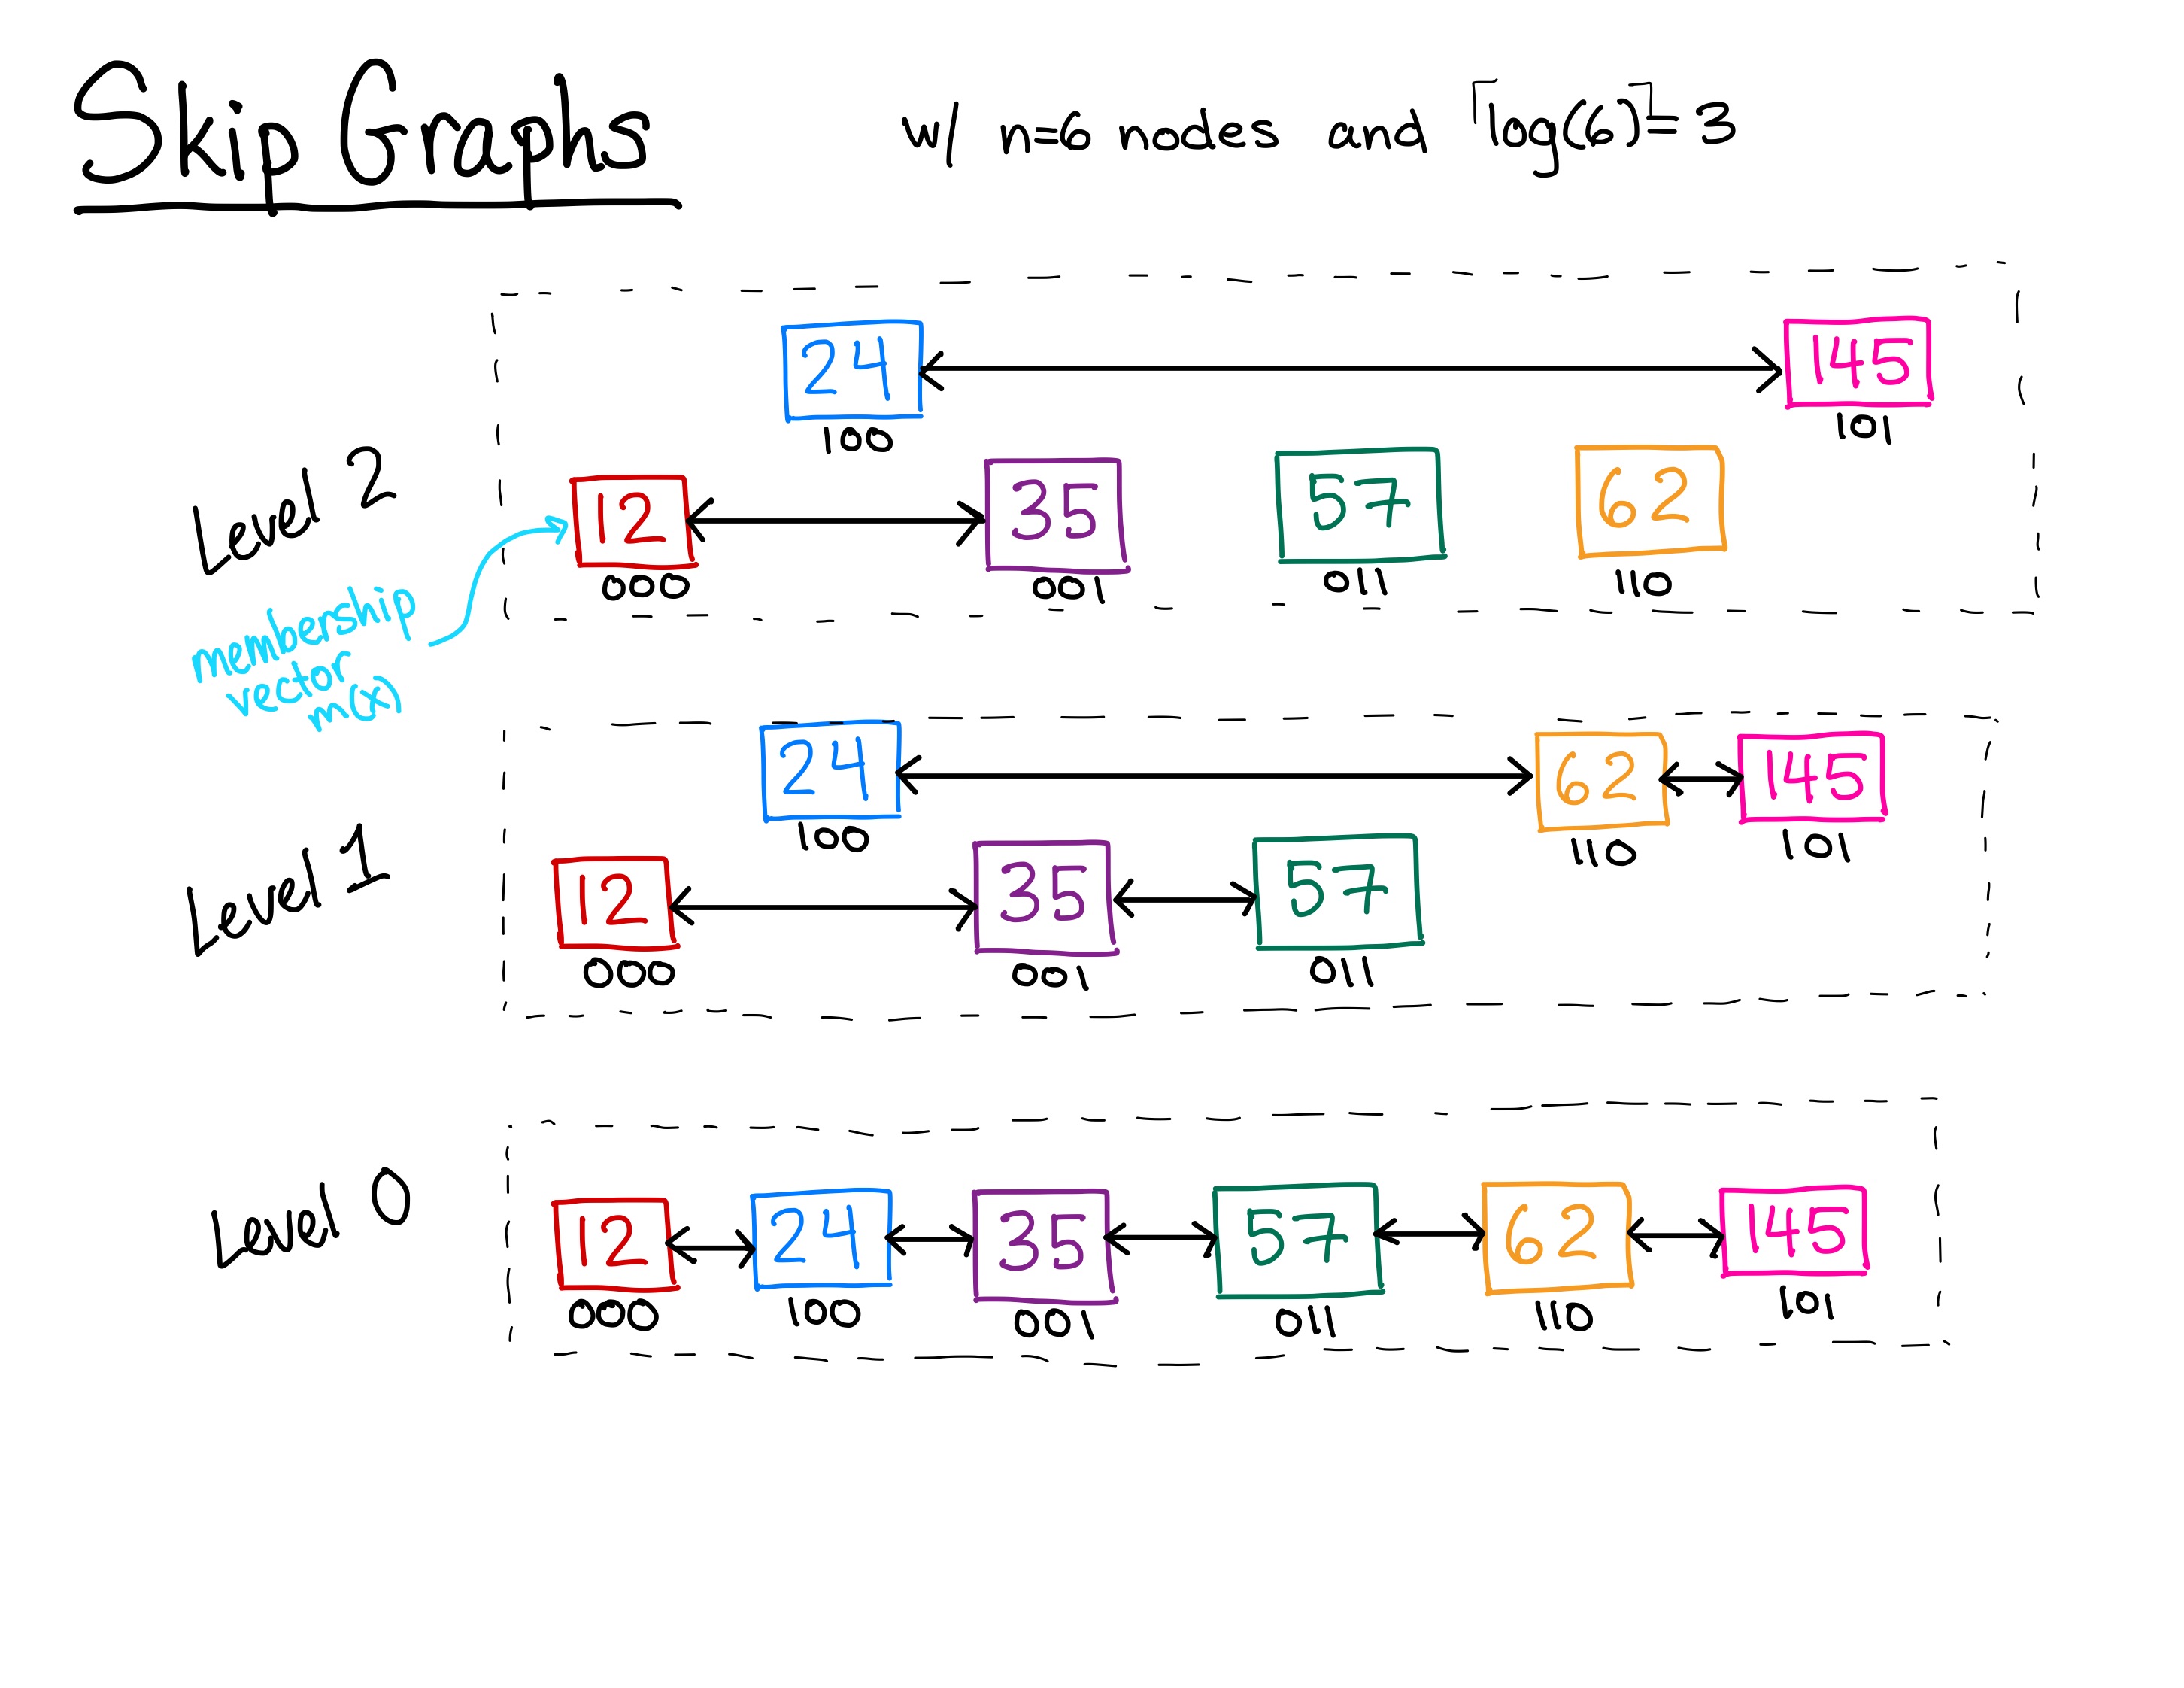 Skip Graphs w/ n=6 nodes and ⌈log(6)⌉=3
Level 2
24 145
100 101
12 35 57 62
000 001 011 110
membership
vector
m(x)
Level 1
24 62 145
100 110 101
12 35 57
000 001 011
Level 0
12 24 35 57 62 145
000 100 001 011 110 101